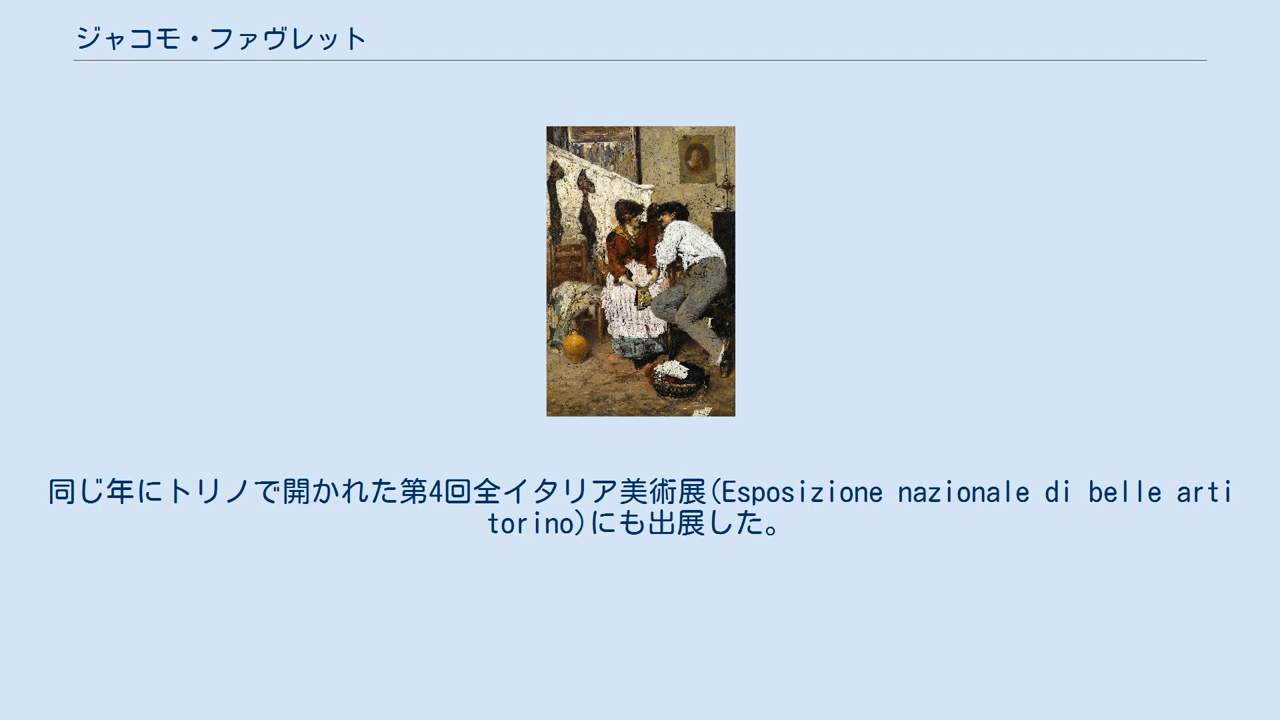 ジャコモ・ファヴレット
同じ年にトリノで開かれた第4回全イタリア美術展(Esposizione nazionale di belle arti
torino)にも出展した。